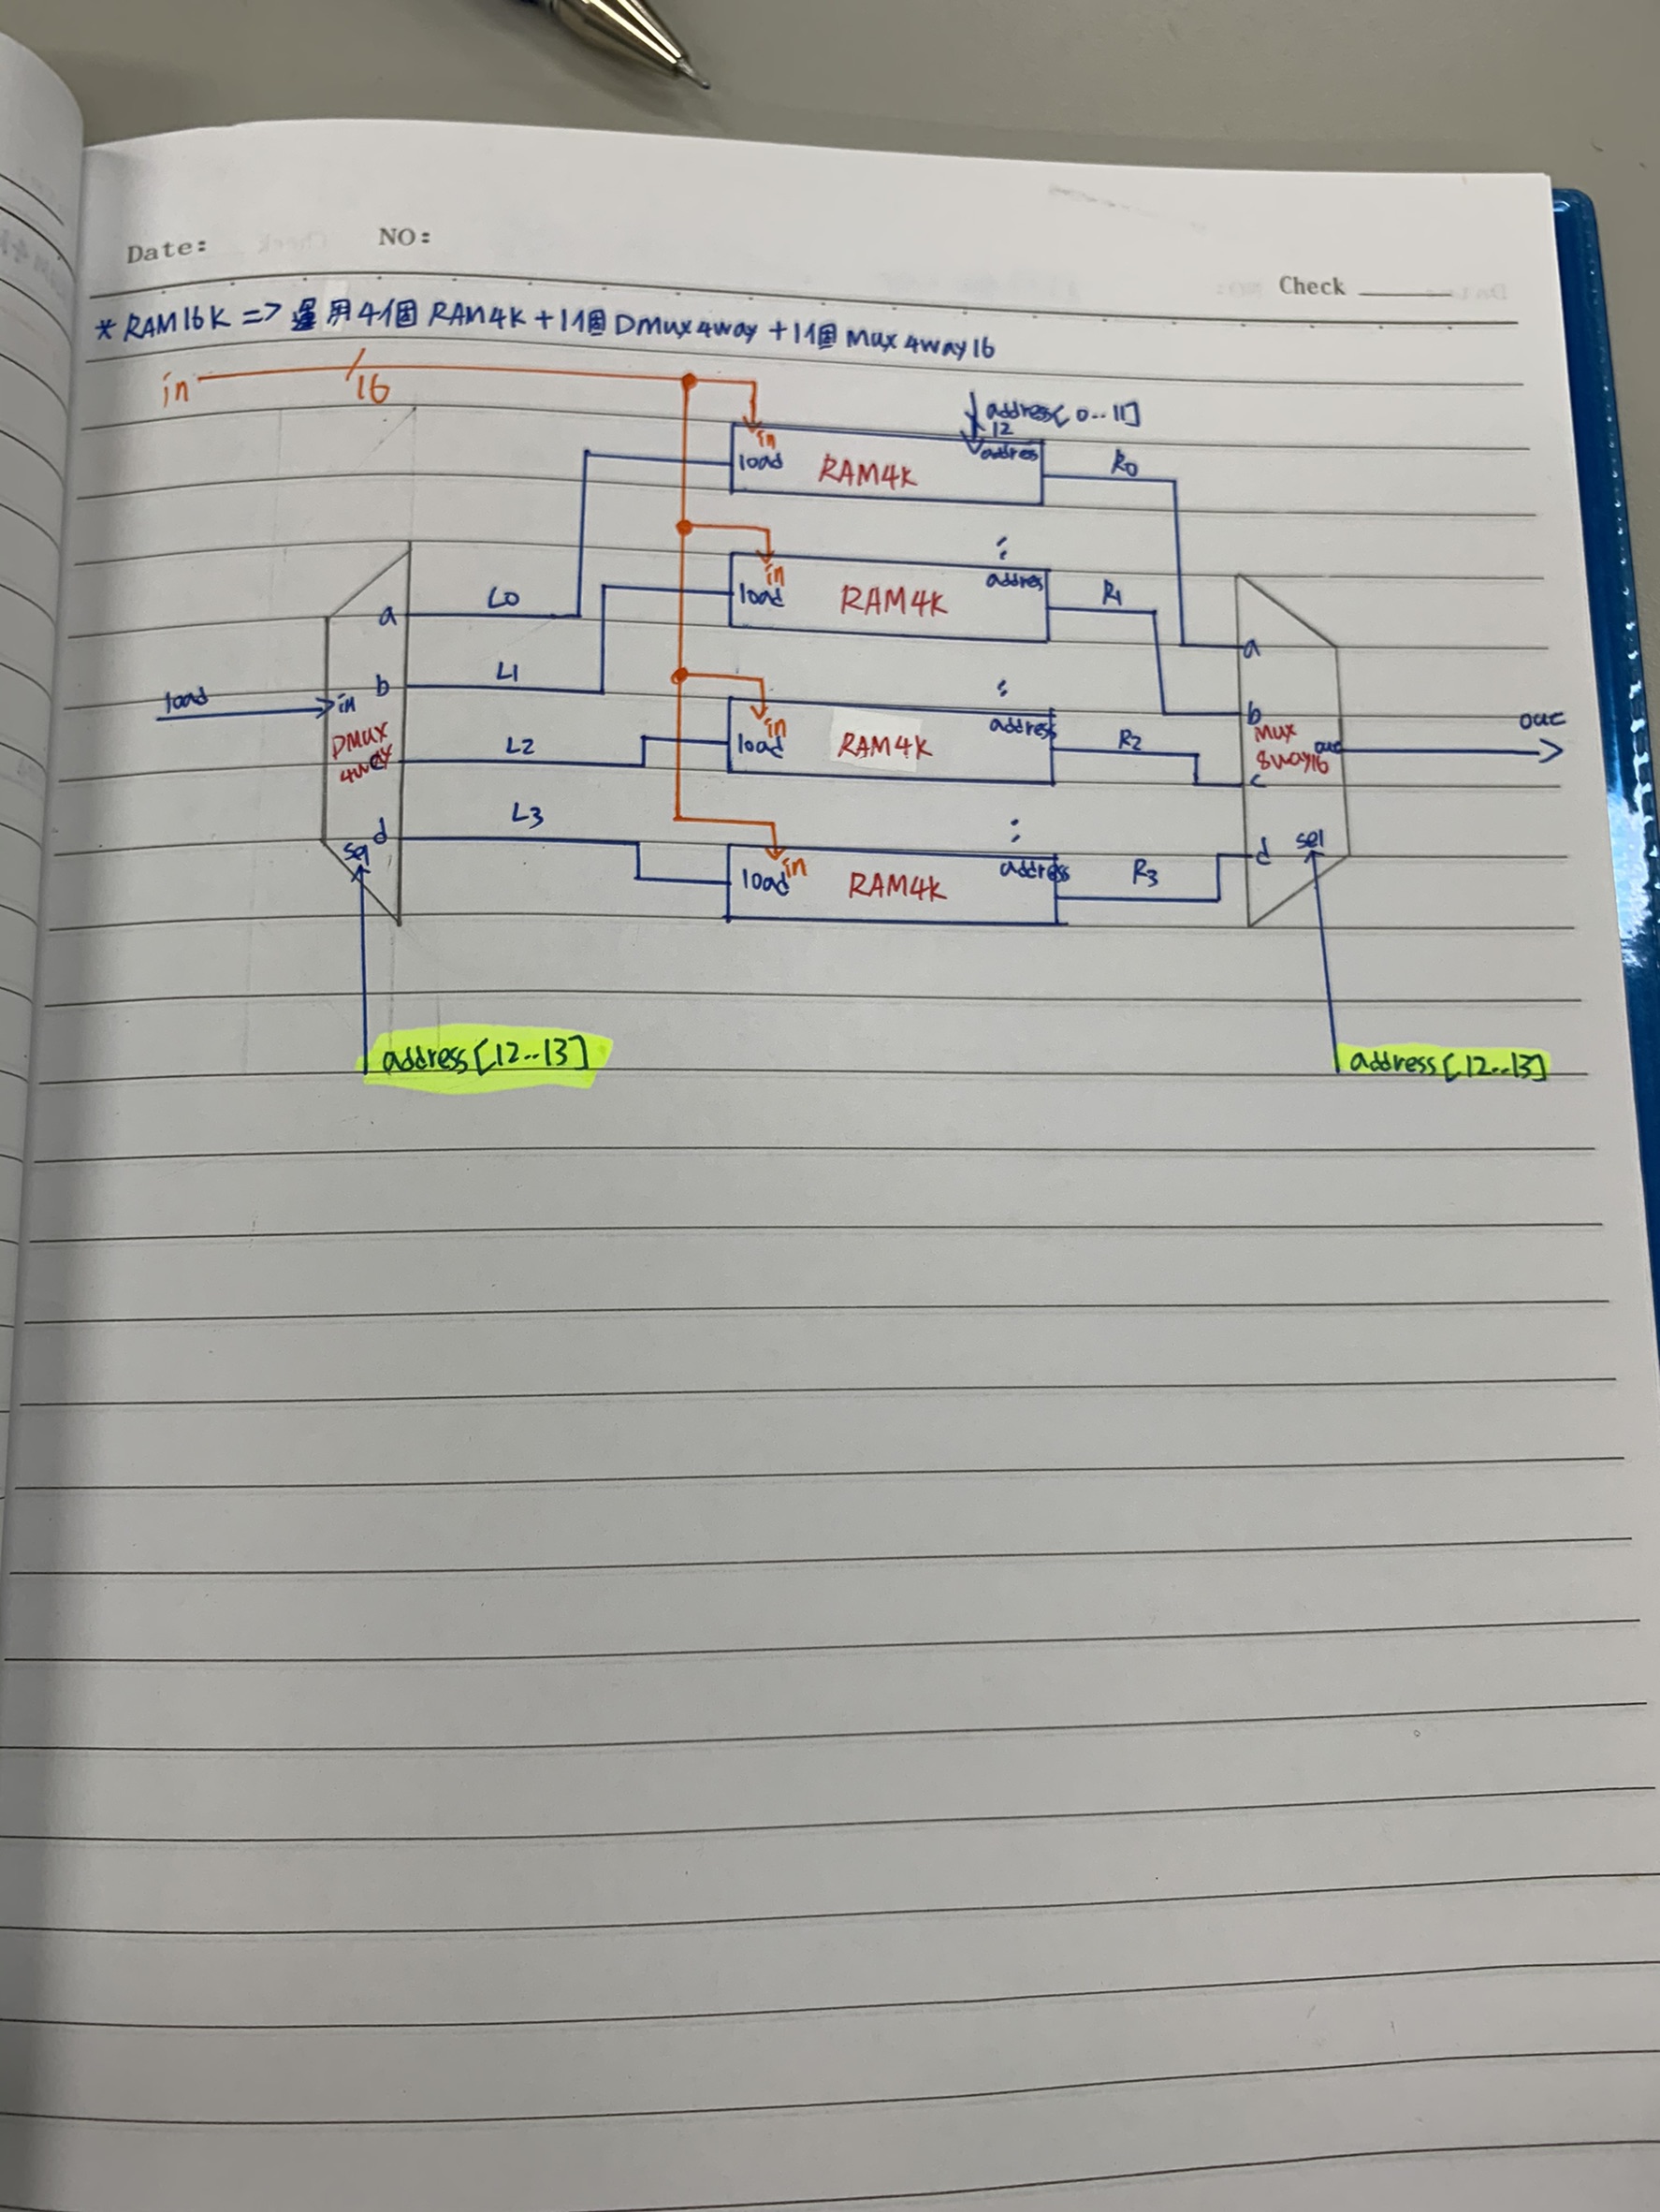 Date: NO:
Check
*RAM16K => 運用4個 RAM4K + 1個 DMux4way + 1個 Mux4way16
in 16
address[0..11]
12
in address
load RAM4K R0
in addres
load RAM4K R1
L0 a a
L1 b b
load in out
in address
load RAM4K R2
DMUX
4way
L2
Mux
8way16 out
c
L3 d d sel
sel
in address
load RAM4K R3
address[12..13] address[12..13]